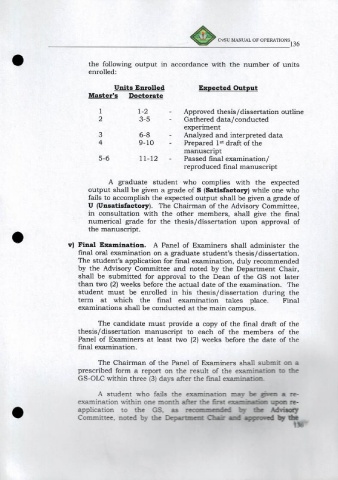 CvSU MANUAL OF OPERATIONS
136
the following output in accordance with the number of units
enrolled:
Units Enrolled Expected Output
Master's Doctorate
1 1-2 - Approved thesis/dissertation outline
2 3-5 - Gathered data/conducted
experiment
3 6-8 - Analyzed and interpreted data
4 9-10 - Prepared 1st draft of the
manuscript
5-6 11-12 - Passed final examination/
reproduced final manuscript
A graduate student who complies with the expected
output shall be given a grade of S (Satisfactory) while one who
fails to accomplish the expected output shall be given a grade of
U (Unsatisfactory). The Chairman of the Advisory Committee,
in consultation with the other members, shall give the final
numerical grade for the thesis/dissertation upon approval of
the manuscript.
v) Final Examination. A Panel of Examiners shall administer the
final oral examination on a graduate student's thesis/dissertation.
The student's application for final examination, duly recommended
by the Advisory Committee and noted by the Department Chair,
shall be submitted for approval to the Dean of the GS not later
than two (2) weeks before the actual date of the examination. The
student must be enrolled in his thesis/dissertation during the
term at which the final examination takes place. Final
examinations shall be conducted at the main campus.
The candidate must provide a copy of the final draft of the
thesis/dissertation manuscript to each of the members of the
Panel of Examiners at least two (2) weeks before the date of the
final examination.
The Chairman of the Panel of Examiners shall submit on a
prescribed form a report on the result of the examination to the
GS-OLC within three (3) days after the final examination.
A student who fails the examination may be given a re-
examination within one month after the first examination upon re-
application to the GS, as recommended by the Advisory
Committee, noted by the Department Chair and approved by the
136